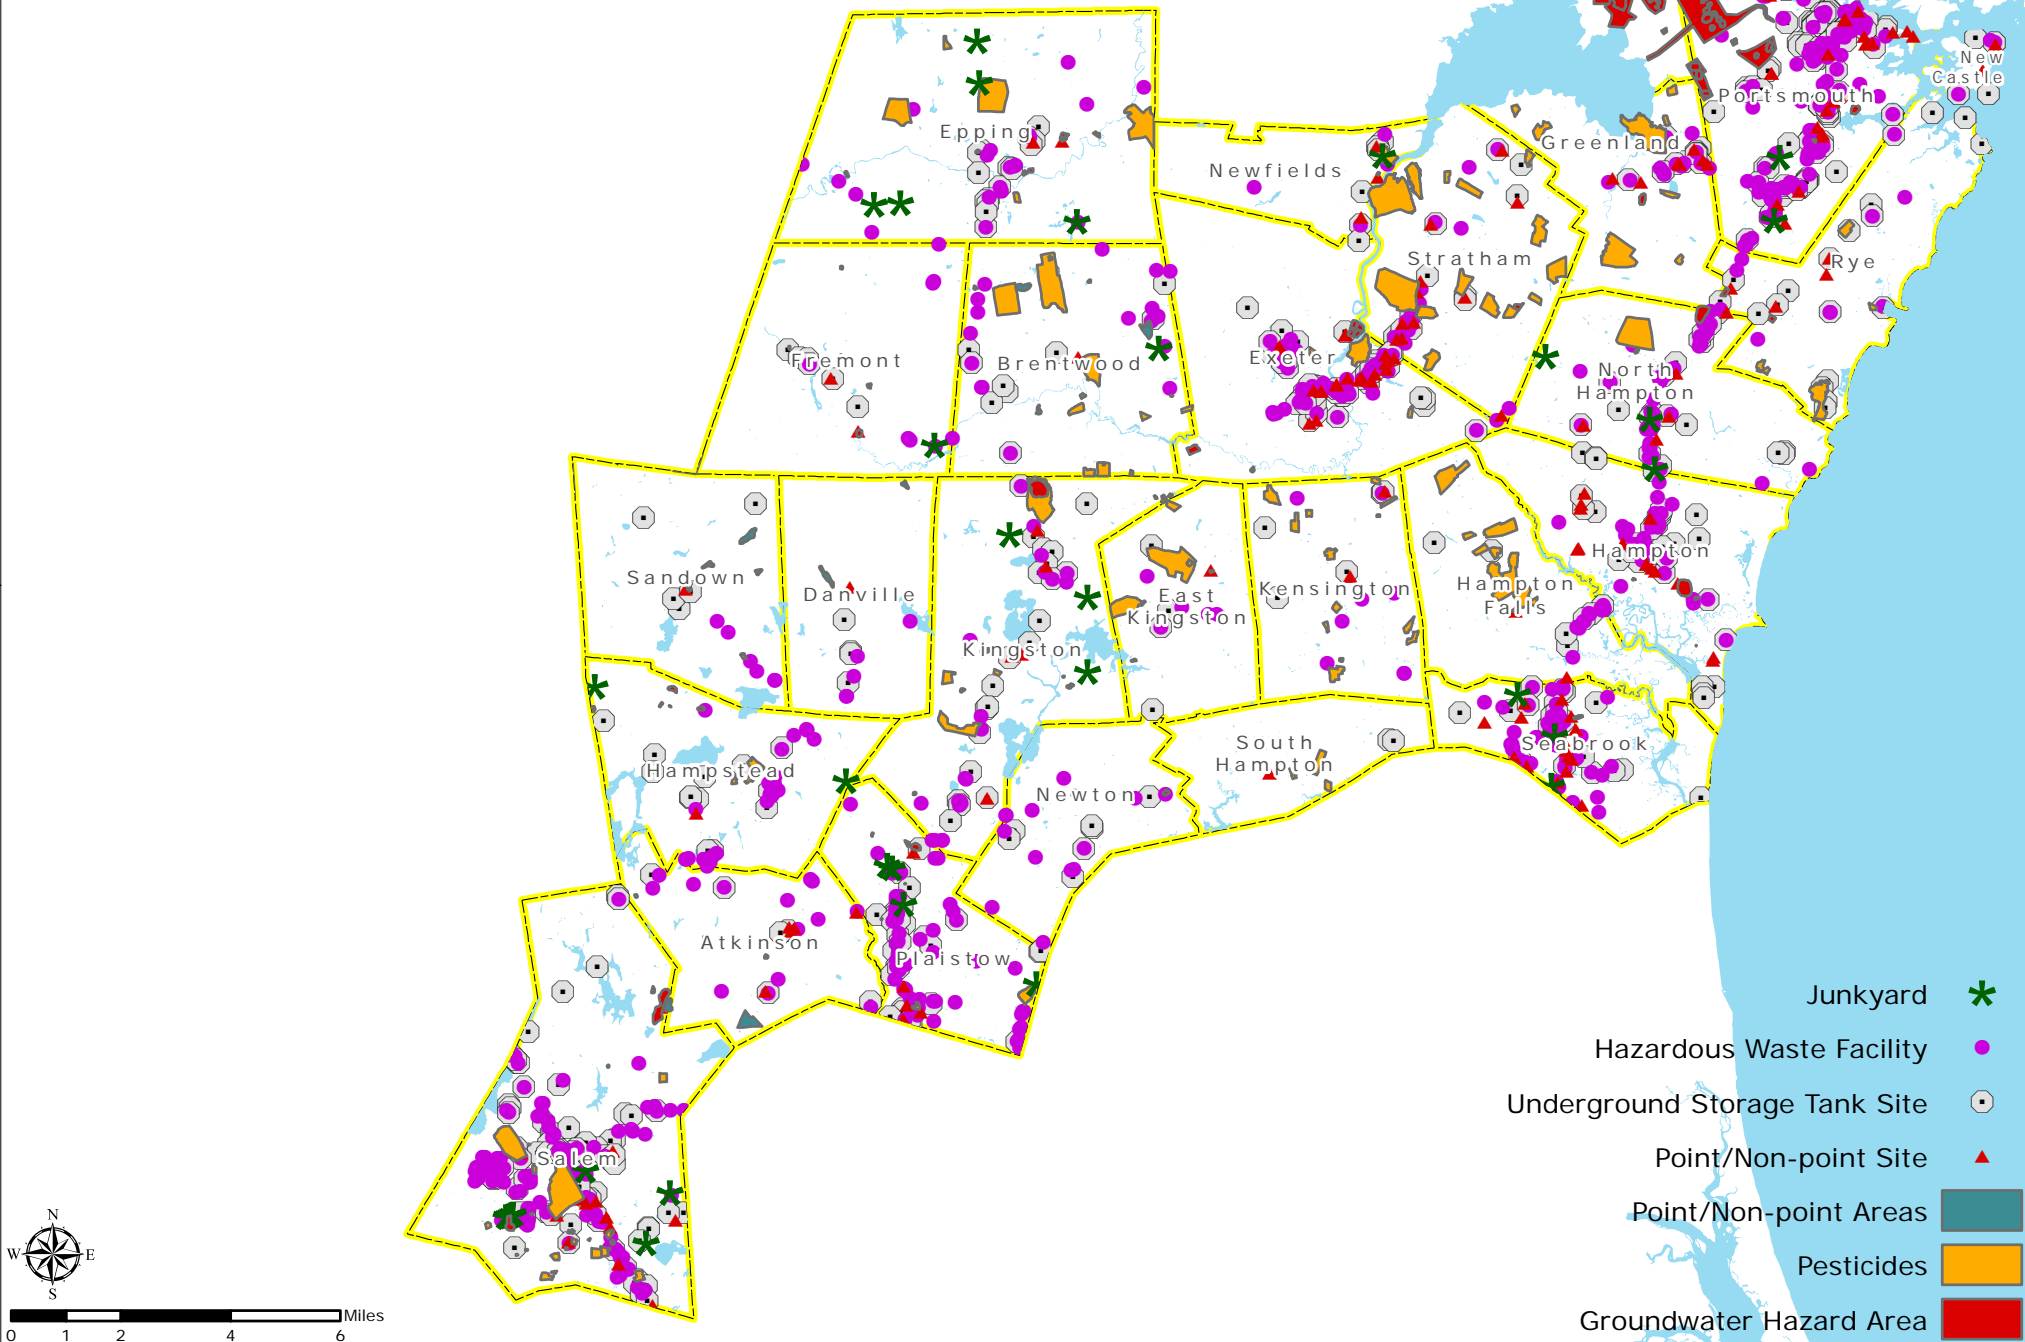 New
Castle
Portsmouth
Epping
Greenland
Newfields
Stratham
Rye
Exeter
Fremont
Brentwood
North
Hampton
Hampton
Sandown
Danville
East
Kingston
Kensington
Hampton
Falls
Kingston
South
Hampton
Seabrook
Hampstead
Newton
Atkinson
Plaistow
Salem
Junkyard
Hazardous Waste Facility
Underground Storage Tank Site
Point/Non-point Site
Point/Non-point Areas
Pesticides
Groundwater Hazard Area
N
W E
S
Miles
0 1 2 4 6